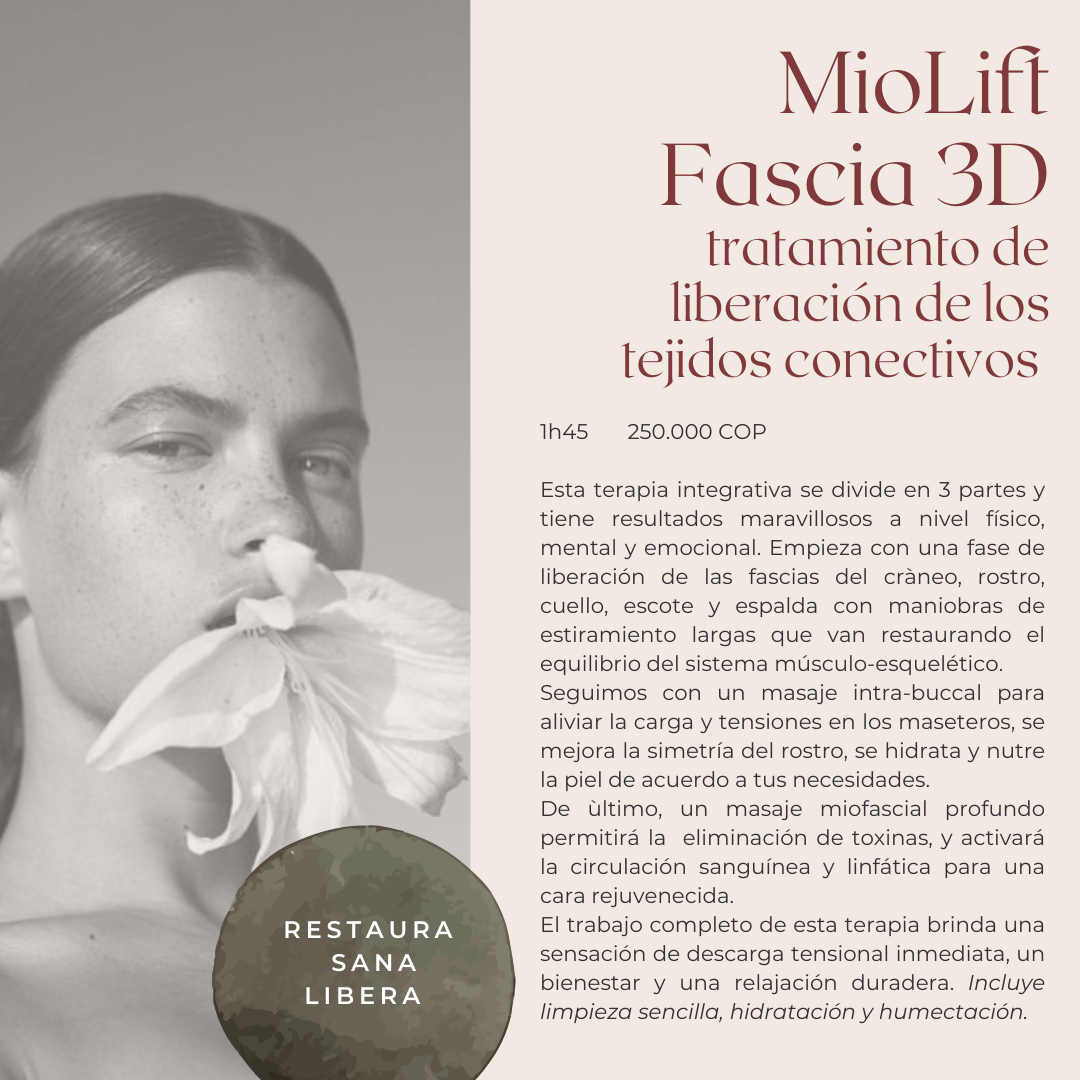 MioLift
Fascia 3D
tratamiento de
liberación de los
tejidos conectivos
1h45 250.000 COP
Esta terapia integrativa se divide en 3 partes y
tiene resultados maravillosos a nivel físico,
mental y emocional. Empieza con una fase de
liberación de las fascias del cràneo, rostro,
cuello, escote y espalda con maniobras de
estiramiento largas que van restaurando el
equilibrio del sistema músculo-esquelético.
Seguimos con un masaje intra-buccal para
aliviar la carga y tensiones en los maseteros, se
mejora la simetría del rostro, se hidrata y nutre
la piel de acuerdo a tus necesidades.
De ùltimo, un masaje miofascial profundo
permitirá la eliminación de toxinas, y activará
la circulación sanguínea y linfática para una
cara rejuvenecida.
El trabajo completo de esta terapia brinda una
sensación de descarga tensional inmediata, un
bienestar y una relajación duradera. Incluye
limpieza sencilla, hidratación y humectación.
RESTAURA
SANA
LIBERA